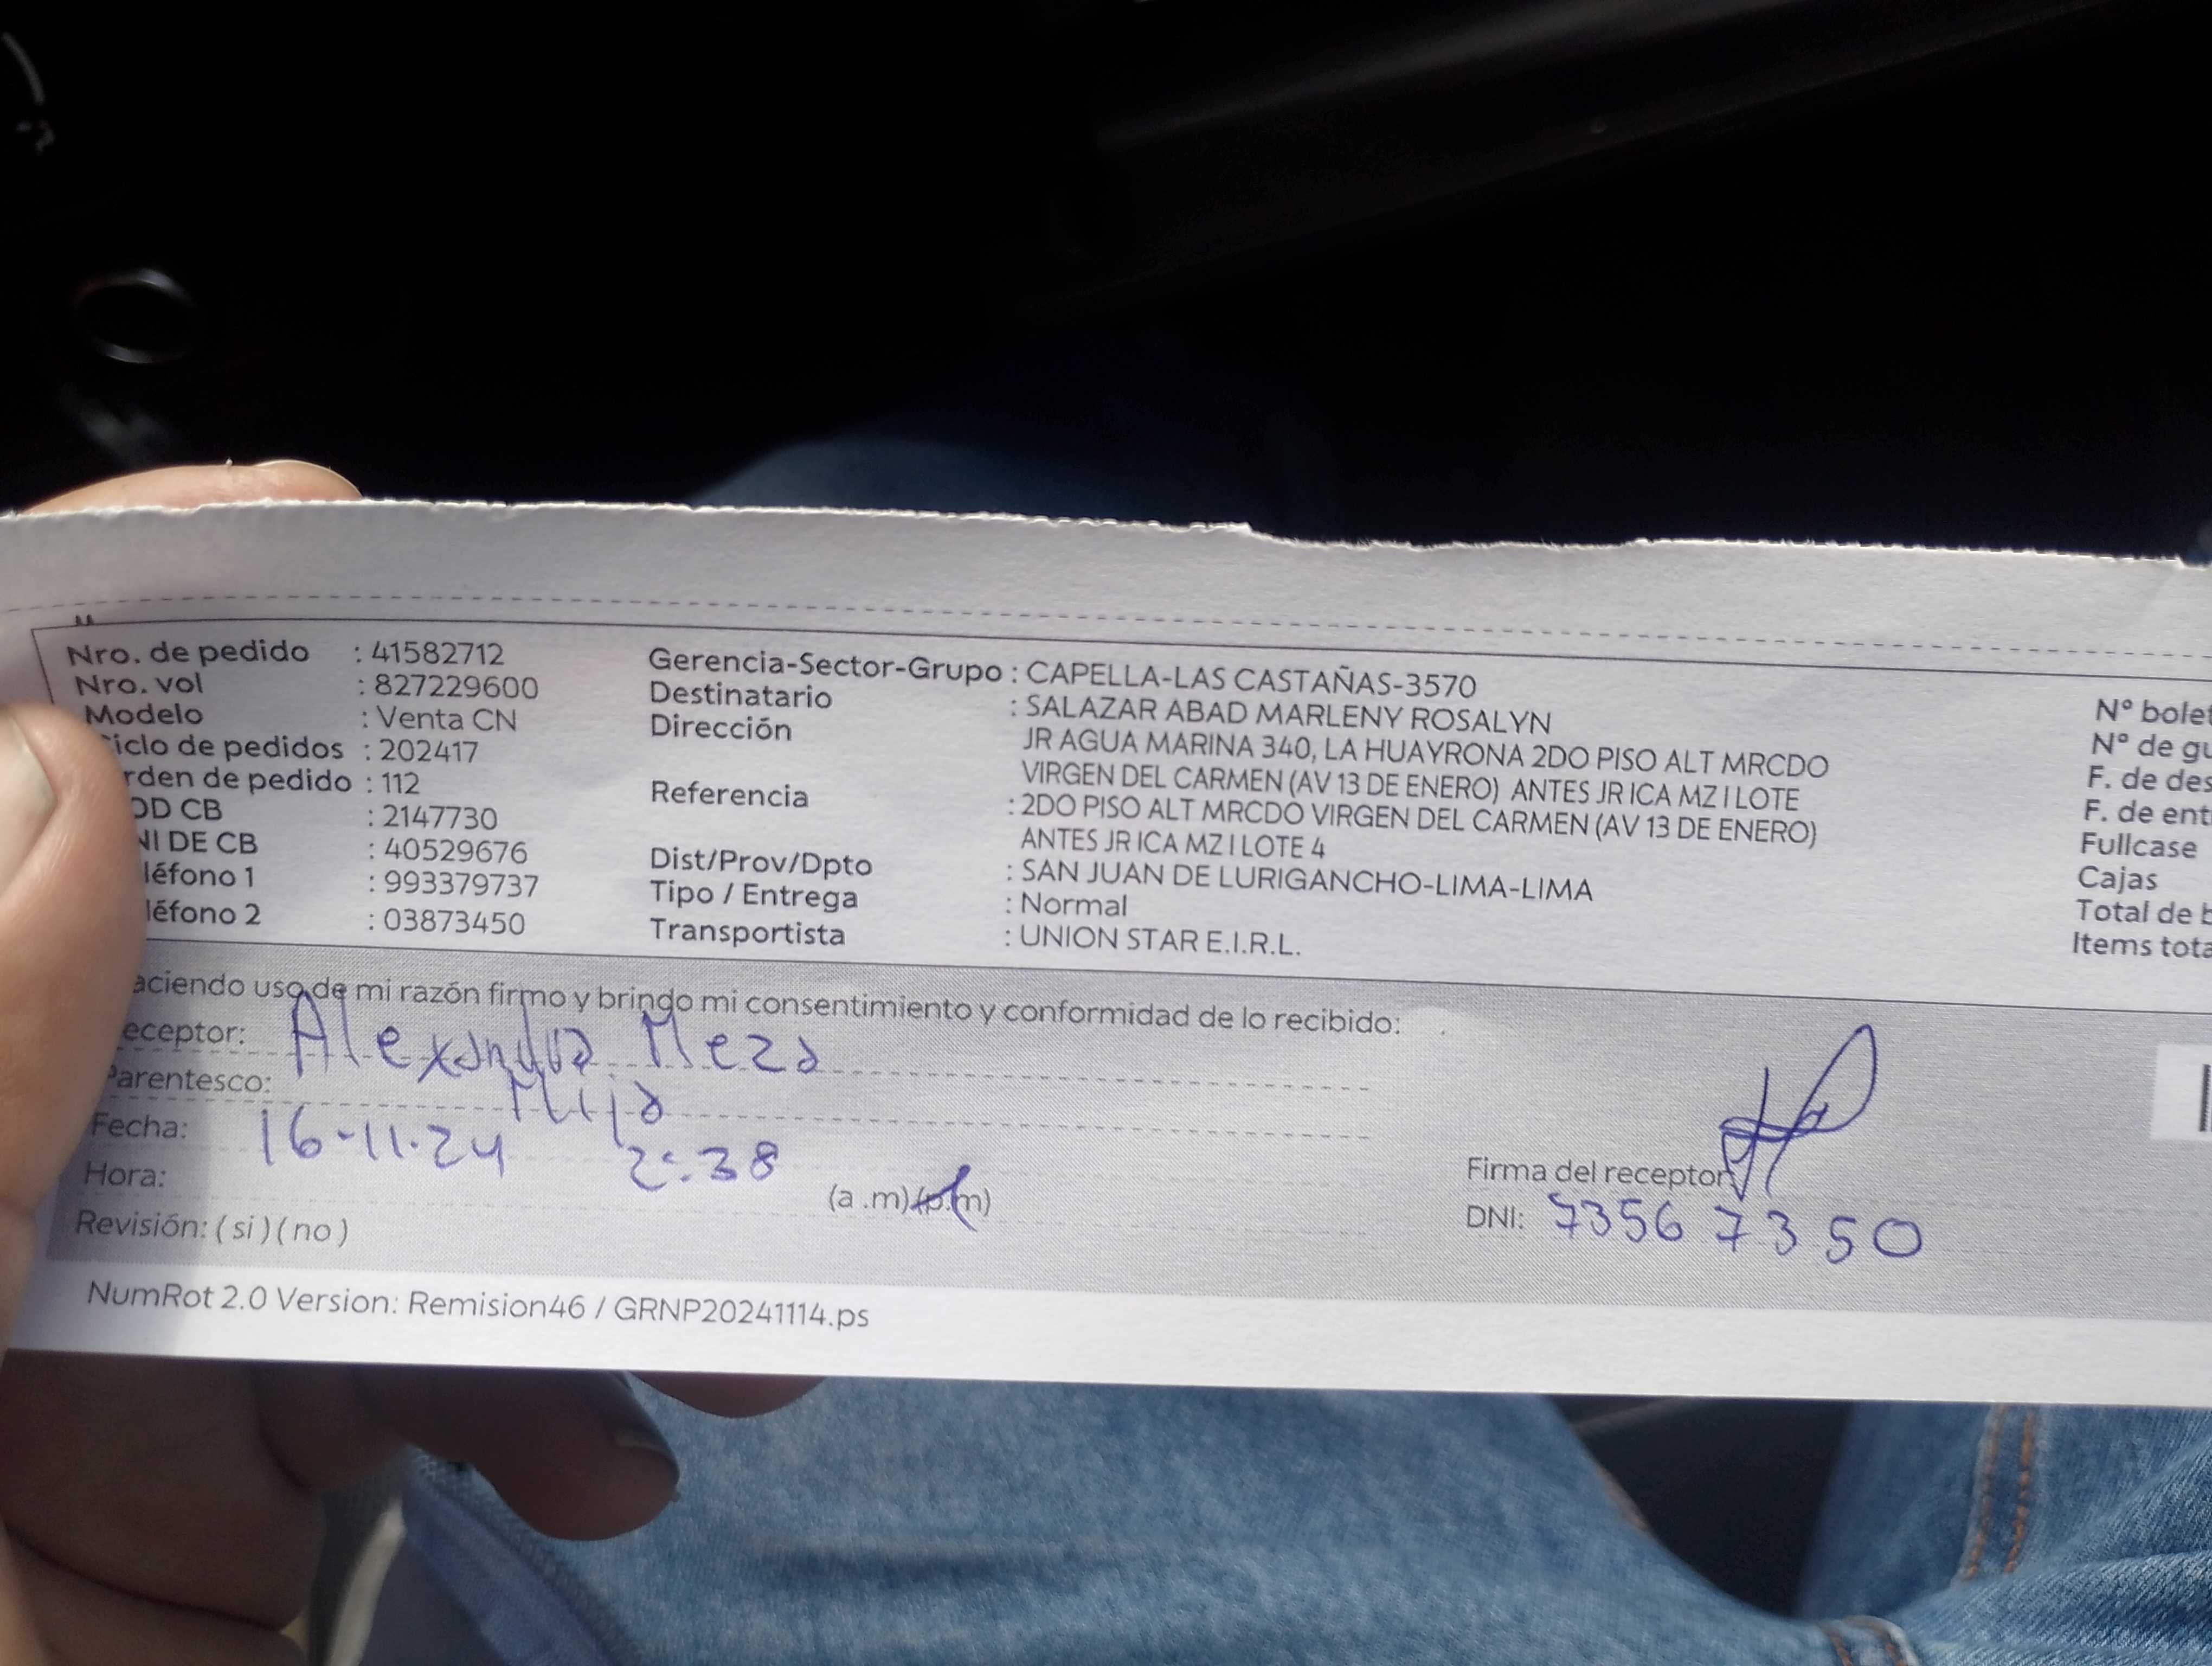 Nro. de pedido : 41582712
Nro. vol : 827229600
Modelo : Venta CN
iclo de pedidos : 202417
rden de pedido : 112
OD CB : 2147730
NI DE CB : 40529676
léfono 1 : 993379737
léfono 2 : 03873450
Gerencia-Sector-Grupo : CAPELLA-LAS CASTAÑAS-3570
Destinatario : SALAZAR ABAD MARLENY ROSALYN
Dirección JR AGUA MARINA 340, LA HUAYRONA 2DO PISO ALT MRCDO
VIRGEN DEL CARMEN (AV 13 DE ENERO) ANTES JR ICA MZ I LOTE
Referencia : 2DO PISO ALT MRCDO VIRGEN DEL CARMEN (AV 13 DE ENERO)
ANTES JR ICA MZ I LOTE 4
Dist/Prov/Dpto : SAN JUAN DE LURIGANCHO-LIMA-LIMA
Tipo / Entrega : Normal
Transportista : UNION STAR E.I.R.L.
N° bolet
N° de gu
F. de des
F. de ent
Fullcase
Cajas
Total de b
Items tota
aciendo uso de mi razón firmo y brindo mi consentimiento y conformidad de lo recibido:
eceptor: Alexandra Meza
Parentesco: Hija
Fecha: 16-11-24
Hora: 2:38 (a .m)(p.m)
Revisión: ( si ) ( no )
Firma del receptor
DNI: 73567350
NumRot 2.0 Version: Remision46 / GRNP20241114.ps